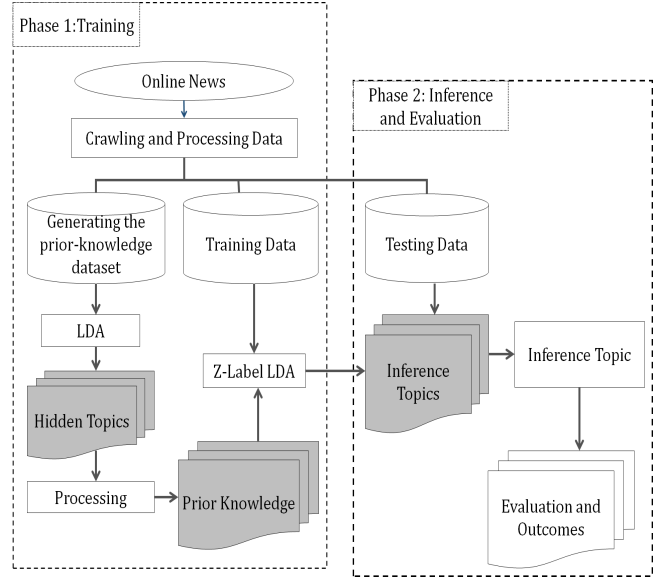 Phase 1:Training
Online News
Crawling and Processing Data
Generating the
prior-knowledge
dataset
Training Data
LDA
Z-Label LDA
Hidden Topics
Processing
Prior Knowledge
Phase 2: Inference
and Evaluation
Testing Data
Inference
Topics
Inference Topic
Evaluation and
Outcomes